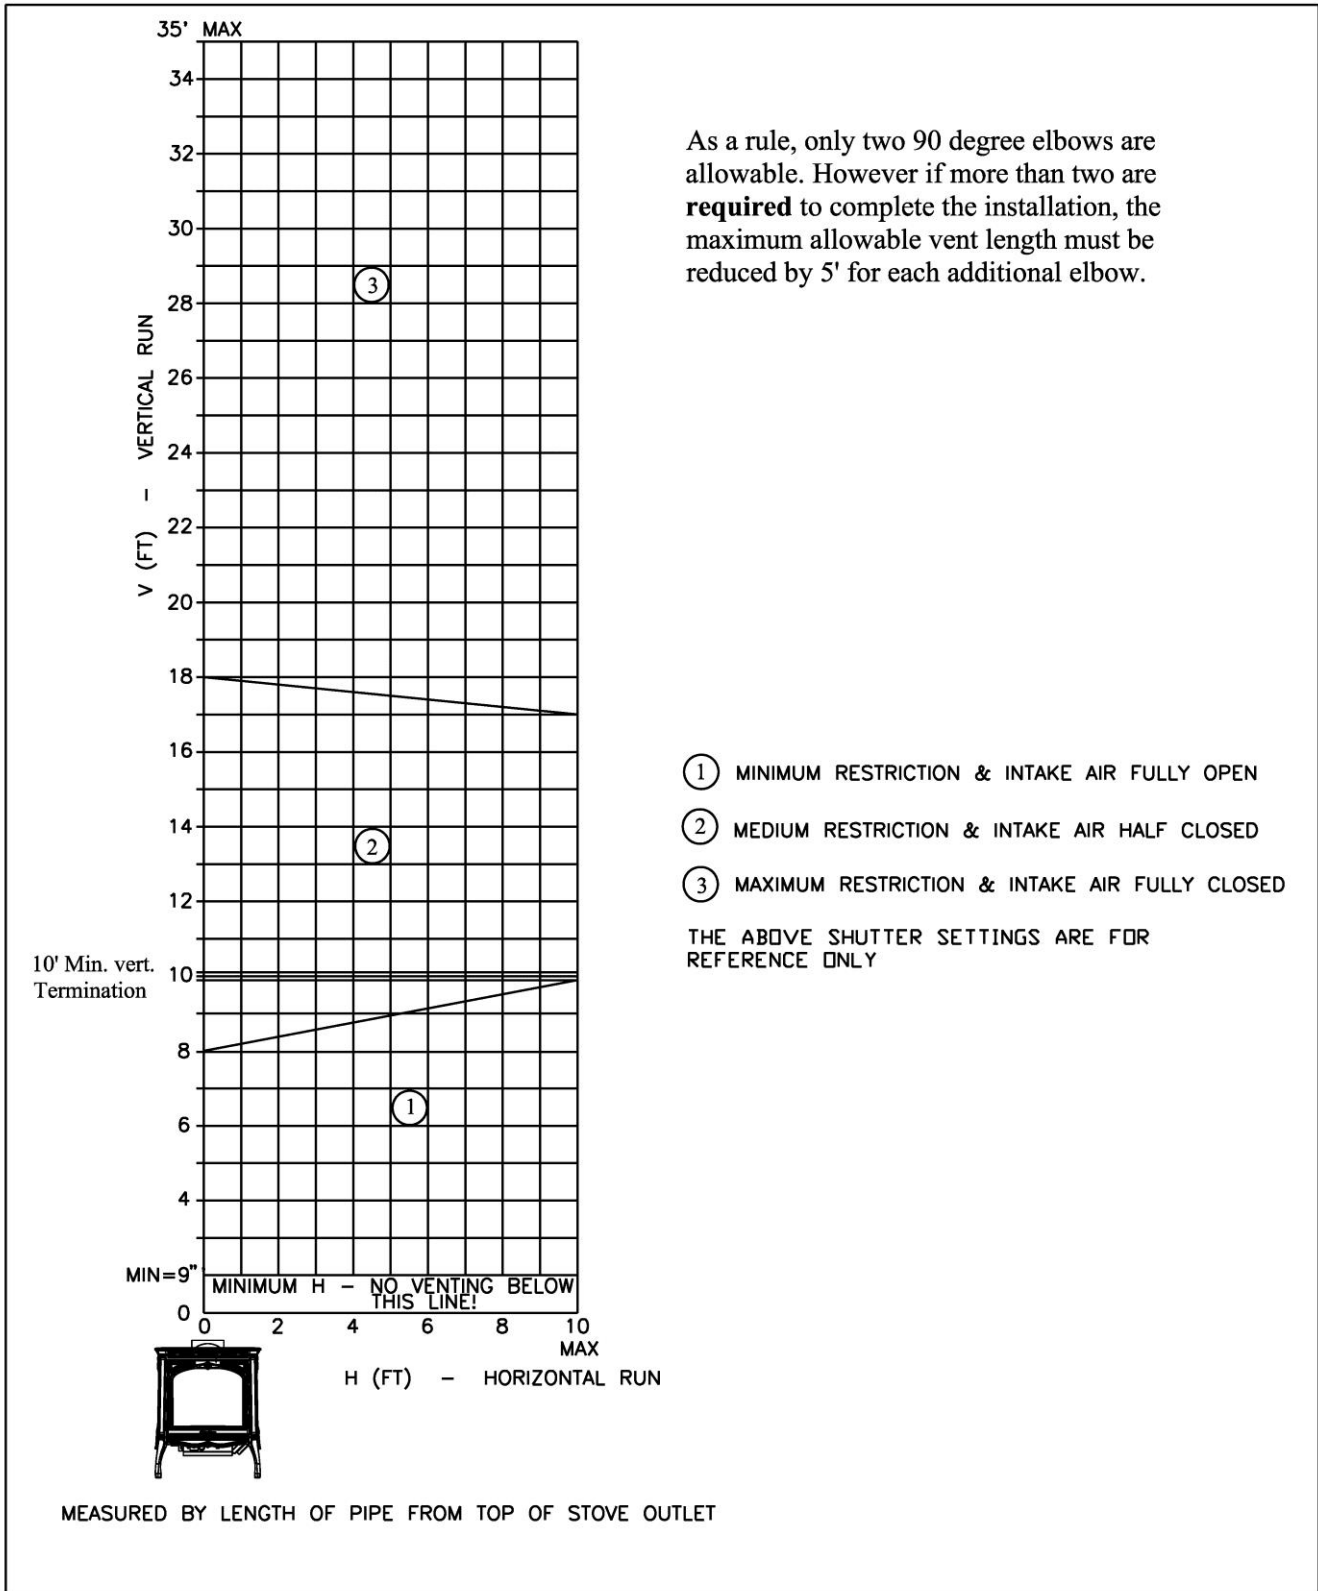 35' MAX
34
32
30
28
26
24
22
20
18
16
14
12
10
8
6
4
MIN=9"
0
V (FT) - VERTICAL RUN
10' Min. vert.
Termination
3
2
1
MINIMUM H - NO VENTING BELOW
THIS LINE!
0 2 4 6 8 10
MAX
H (FT) - HORIZONTAL RUN
As a rule, only two 90 degree elbows are
allowable. However if more than two are
required to complete the installation, the
maximum allowable vent length must be
reduced by 5' for each additional elbow.
1 MINIMUM RESTRICTION & INTAKE AIR FULLY OPEN
2 MEDIUM RESTRICTION & INTAKE AIR HALF CLOSED
3 MAXIMUM RESTRICTION & INTAKE AIR FULLY CLOSED
THE ABOVE SHUTTER SETTINGS ARE FOR
REFERENCE ONLY
MEASURED BY LENGTH OF PIPE FROM TOP OF STOVE OUTLET